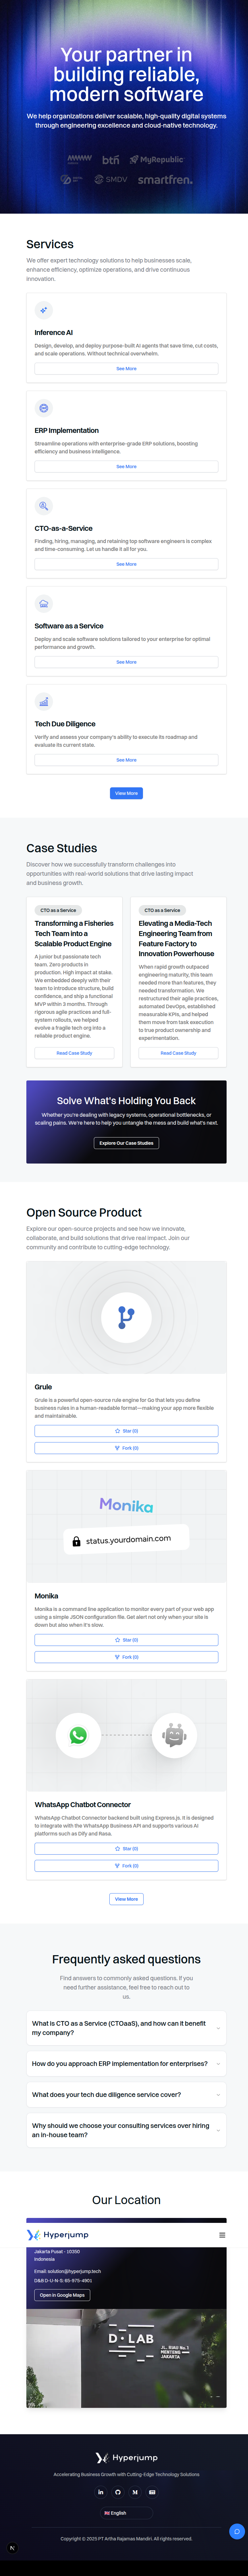 Your partner in
building reliable,
modern software
We help organizations deliver scalable, high-quality digital systems
through engineering excellence and cloud-native technology.
btn
MyRepublic
SMDV
smartfren.
Services
We offer expert technology solutions to help businesses scale,
enhance efficiency, optimize operations, and drive continuous
innovation.
Inference AI
Design, develop, and deploy purpose-built AI agents that save time, cut costs,
and scale operations. Without technical overwhelm.
See More
ERP Implementation
Streamline operations with enterprise-grade ERP solutions, boosting
efficiency and business intelligence.
See More
CTO-as-a-Service
Finding, hiring, managing, and retaining top software engineers is complex
and time-consuming. Let us handle it all for you.
See More
Software as a Service
Deploy and scale software solutions tailored to your enterprise for optimal
performance and growth.
See More
Tech Due Diligence
Verify and assess your company's ability to execute its roadmap and
evaluate its current state.
See More
View More
Case Studies
Discover how we successfully transform challenges into
opportunities with real-world solutions that drive lasting impact
and business growth.
CTO as a Service
Transforming a Fisheries
Tech Team into a
Scalable Product Engine
A junior but passionate tech
team. Zero products in
production. High impact at stake.
We embedded deeply with their
team to introduce structure, build
confidence, and ship a functional
MVP within 3 months. Through
rigorous agile practices and full-
system rollouts, we helped
evolve a fragile tech org into a
reliable product engine.
Read Case Study
CTO as a Service
Elevating a Media-Tech
Engineering Team from
Feature Factory to
Innovation Powerhouse
When rapid growth outpaced
engineering maturity, this team
needed more than features, they
needed transformation. We
restructured their agile practices,
automated DevOps, established
measurable KPIs, and helped
them move from task execution
to true product ownership and
experimentation.
Read Case Study
Solve What's Holding You Back
Whether you're dealing with legacy systems, operational bottlenecks, or
scaling pains. We're here to help you untangle the mess and build what's next.
Explore Our Case Studies
Open Source Product
Explore our open-source projects and see how we innovate,
collaborate, and build solutions that drive real impact. Join our
community and contribute to cutting-edge technology.
Grule
Grule is a powerful open-source rule engine for Go that lets you define
business rules in a human-readable format—making your app more flexible
and maintainable.
Star (0)
Fork (0)
Monika
status.yourdomain.com
Monika
Monika is a command line application to monitor every part of your web app
using a simple JSON configuration file. Get alert not only when your site is
down but also when it's slow.
Star (0)
Fork (0)
WhatsApp Chatbot Connector
WhatsApp Chatbot Connector backend built using Express.js. It is designed
to integrate with the WhatsApp Business API and supports various AI
platforms such as Dify and Rasa.
Star (0)
Fork (0)
View More
Frequently asked questions
Find answers to commonly asked questions. If you
need further assistance, feel free to reach-out to
us.
What is CTO as a Service (CTOaaS), and how can it benefit
my company?
How do you approach ERP implementation for enterprises?
What does your tech due diligence service cover?
Why should we choose your consulting services over hiring
an in-house team?
Our Location
Hyperjump
Jakarta Pusat - 10350
Indonesia
Email: solution@hyperjump.tech
D&B D-U-N-S: 65-975-4901
Open in Google Maps
D·LAB
JL. RIAU No.1
MENTENG
JAKARTA
Hyperjump
Accelerating Business Growth with Cutting-Edge Technology Solutions
English
Copyright © 2025 PT Artha Rajamas Mandiri. All rights reserved.